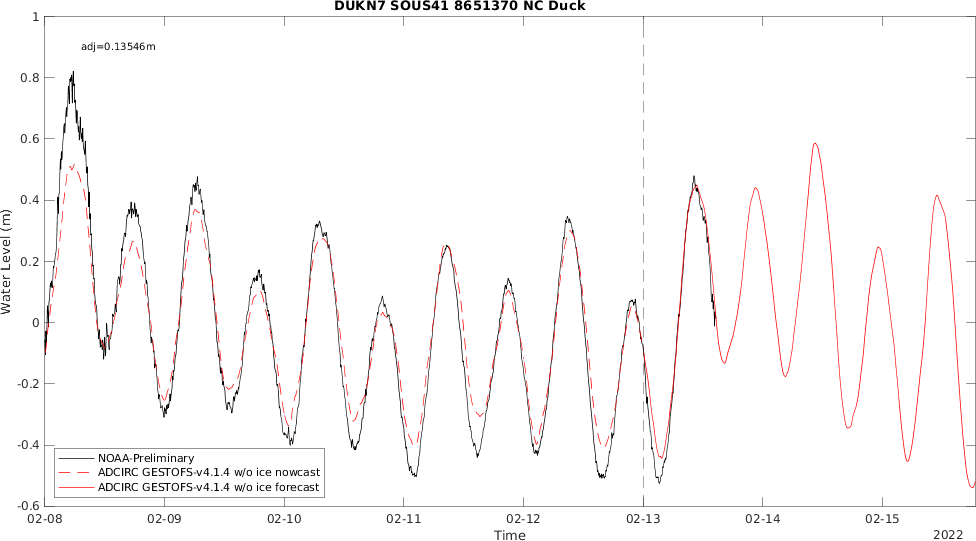 DUKN7 SOUS41 8651370 NC Duck
adj=0.13546m
1
0.8
0.6
0.4
0.2
0
-0.2
-0.4
-0.6
Water Level (m)
NOAA-Preliminary
ADCIRC GESTOFS-v4.1.4 w/o ice nowcast
ADCIRC GESTOFS-v4.1.4 w/o ice forecast
02-08 02-09 02-10 02-11 02-12 02-13 02-14 02-15
Time
2022